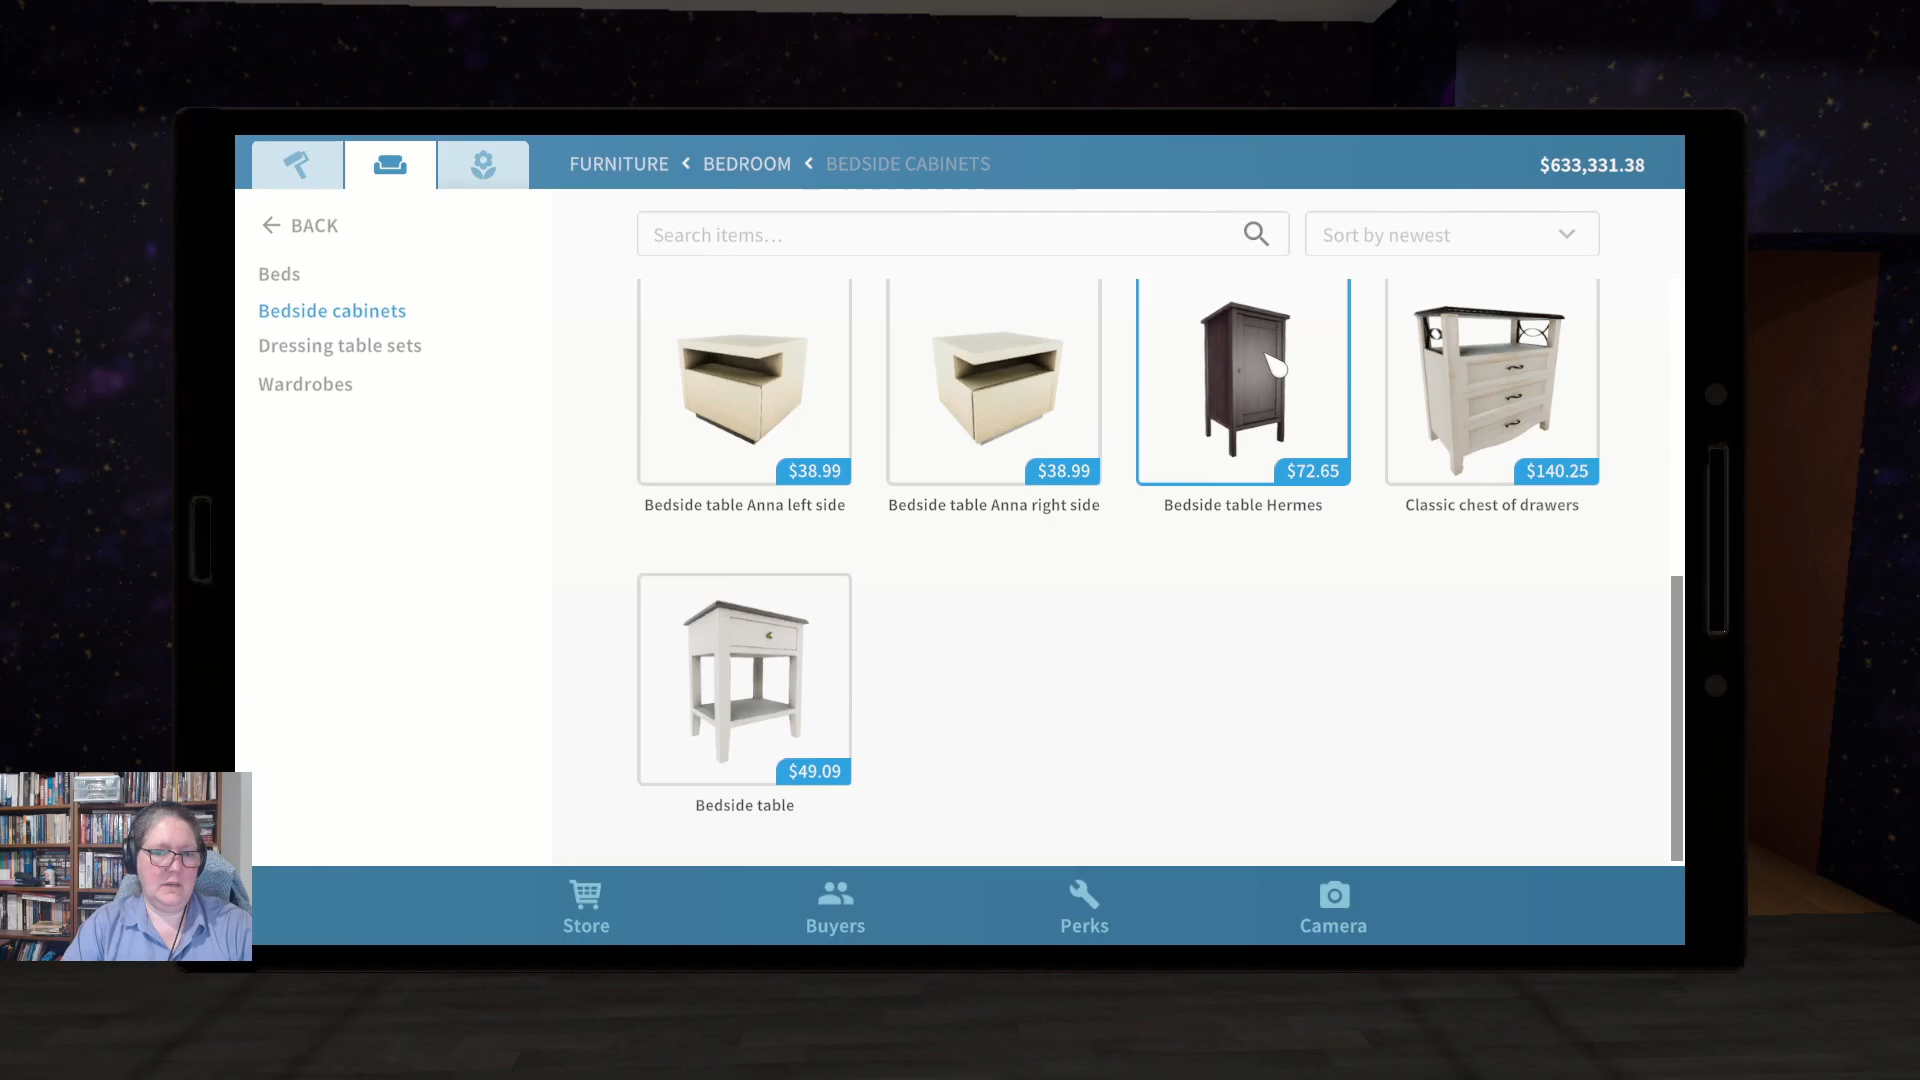 FURNITURE < BEDROOM < BEDSIDE CABINETS
$633,331.38
BACK
Beds
Bedside cabinets
Dressing table sets
Wardrobes
Search items...
Sort by newest
$38.99
$38.99
$72.65
$140.25
Bedside table Anna left side
Bedside table Anna right side
Bedside table Hermes
Classic chest of drawers
$49.09
Bedside table
Store
Buyers
Perks
Camera